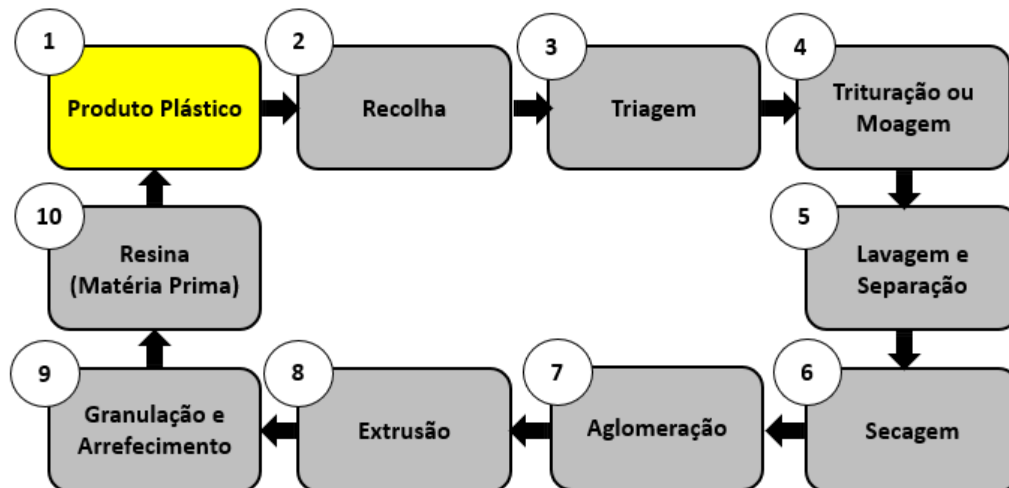 1
Produto Plástico
2
Recolha
3
Triagem
4
Trituração ou
Moagem
5
Lavagem e
Separação
6
Secagem
7
Aglomeração
8
Extrusão
9
Granulação e
Arrefecimento
10
Resina
(Matéria Prima)